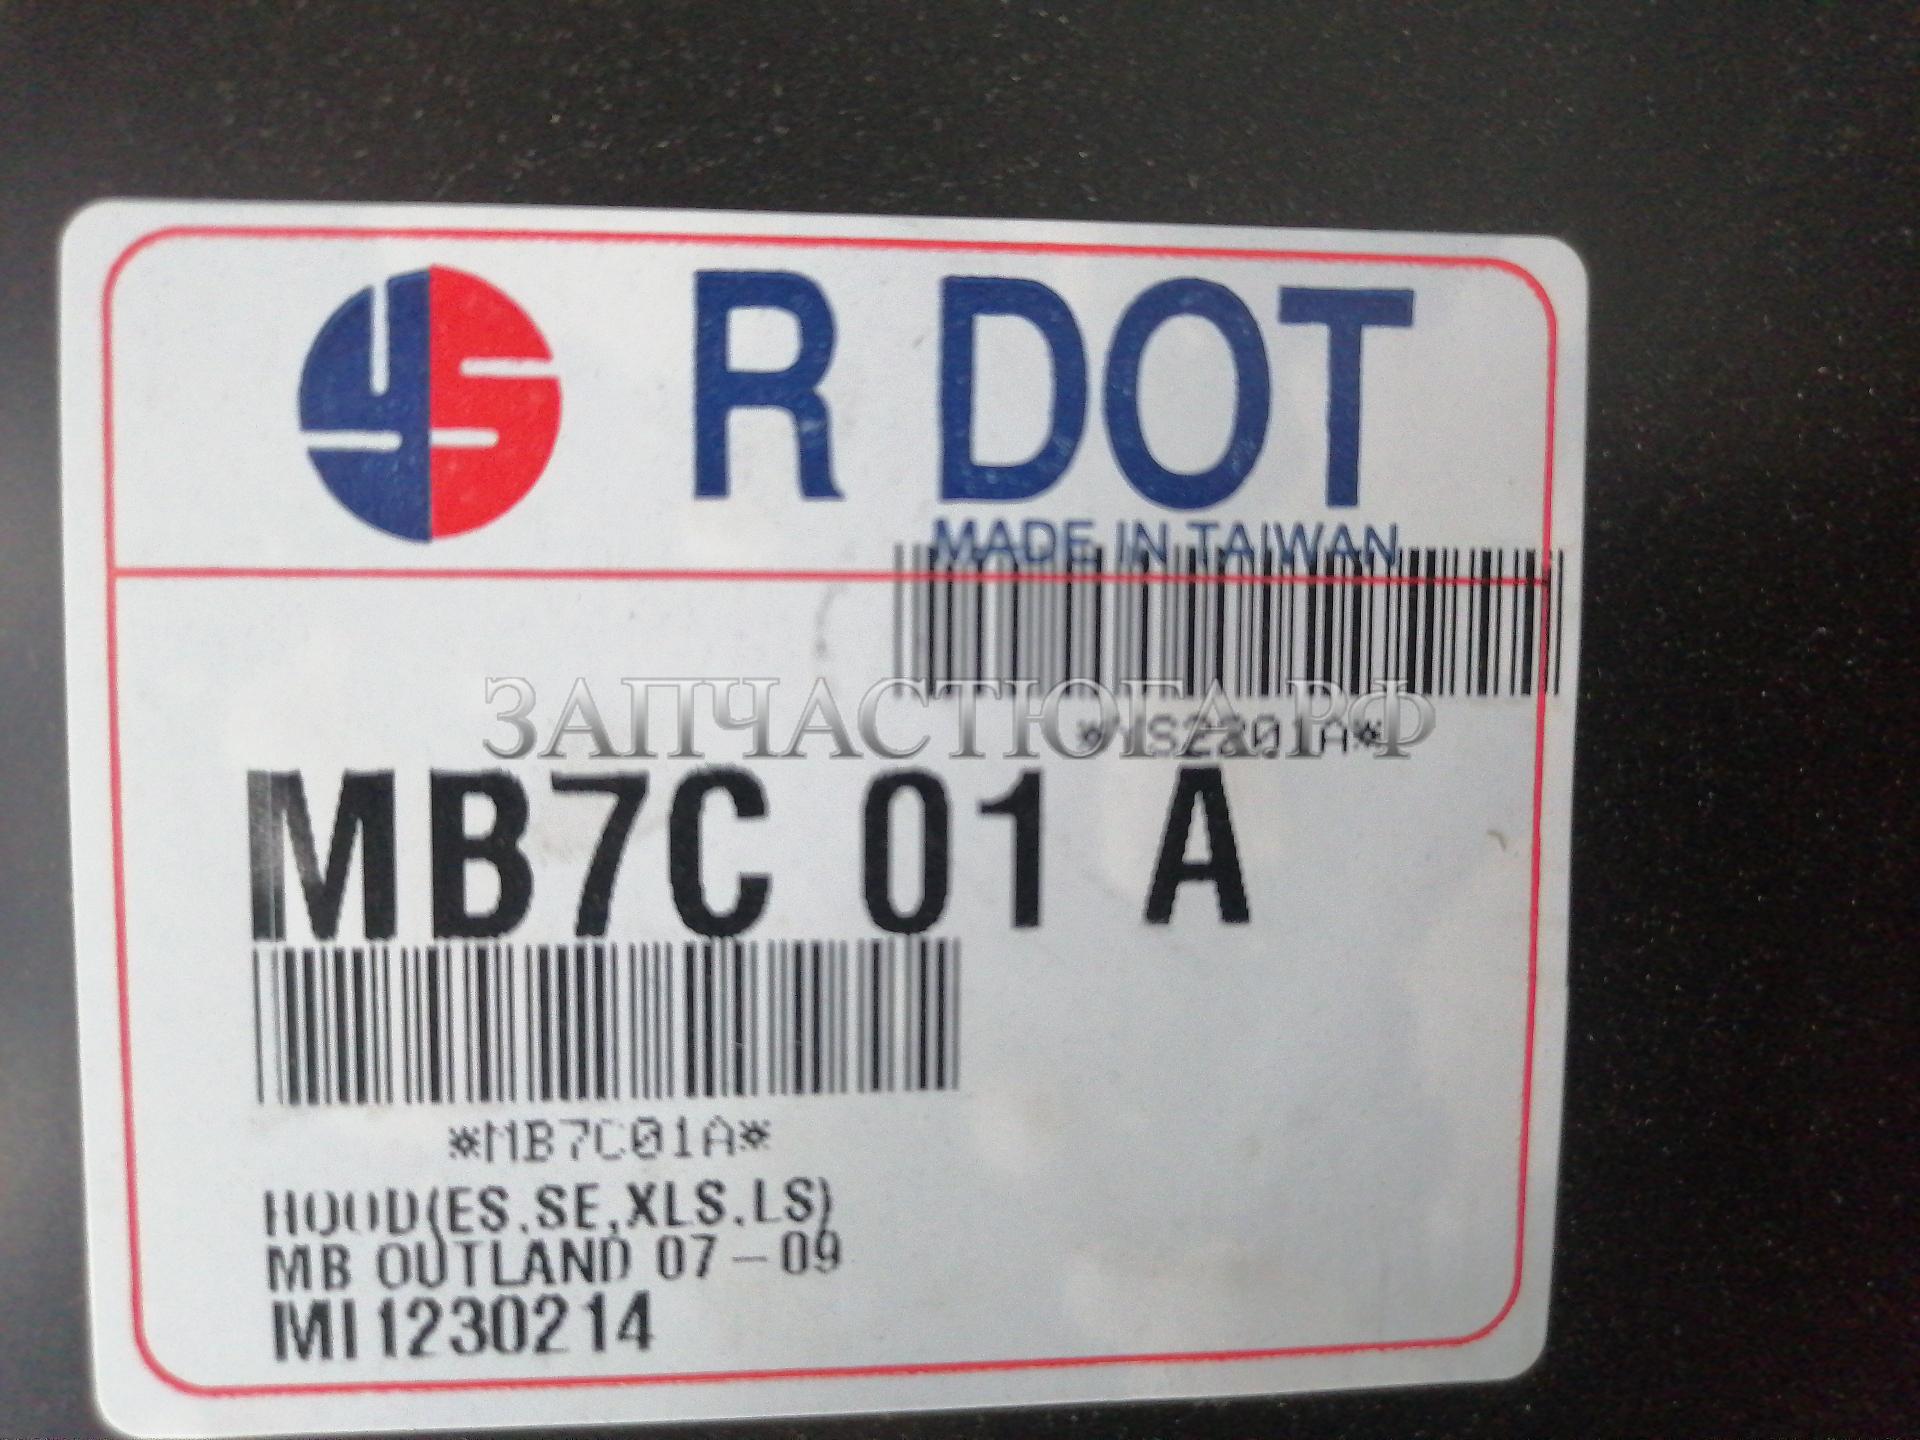 YS R DOT
MADE IN TAIWAN
ЗАПЧАСТЮГА.РФ
MB7C 01 A
*MB7C01A*
HOOD(ES.SE,XLS.LS)
MB OUTLAND 07-09
MI1230214